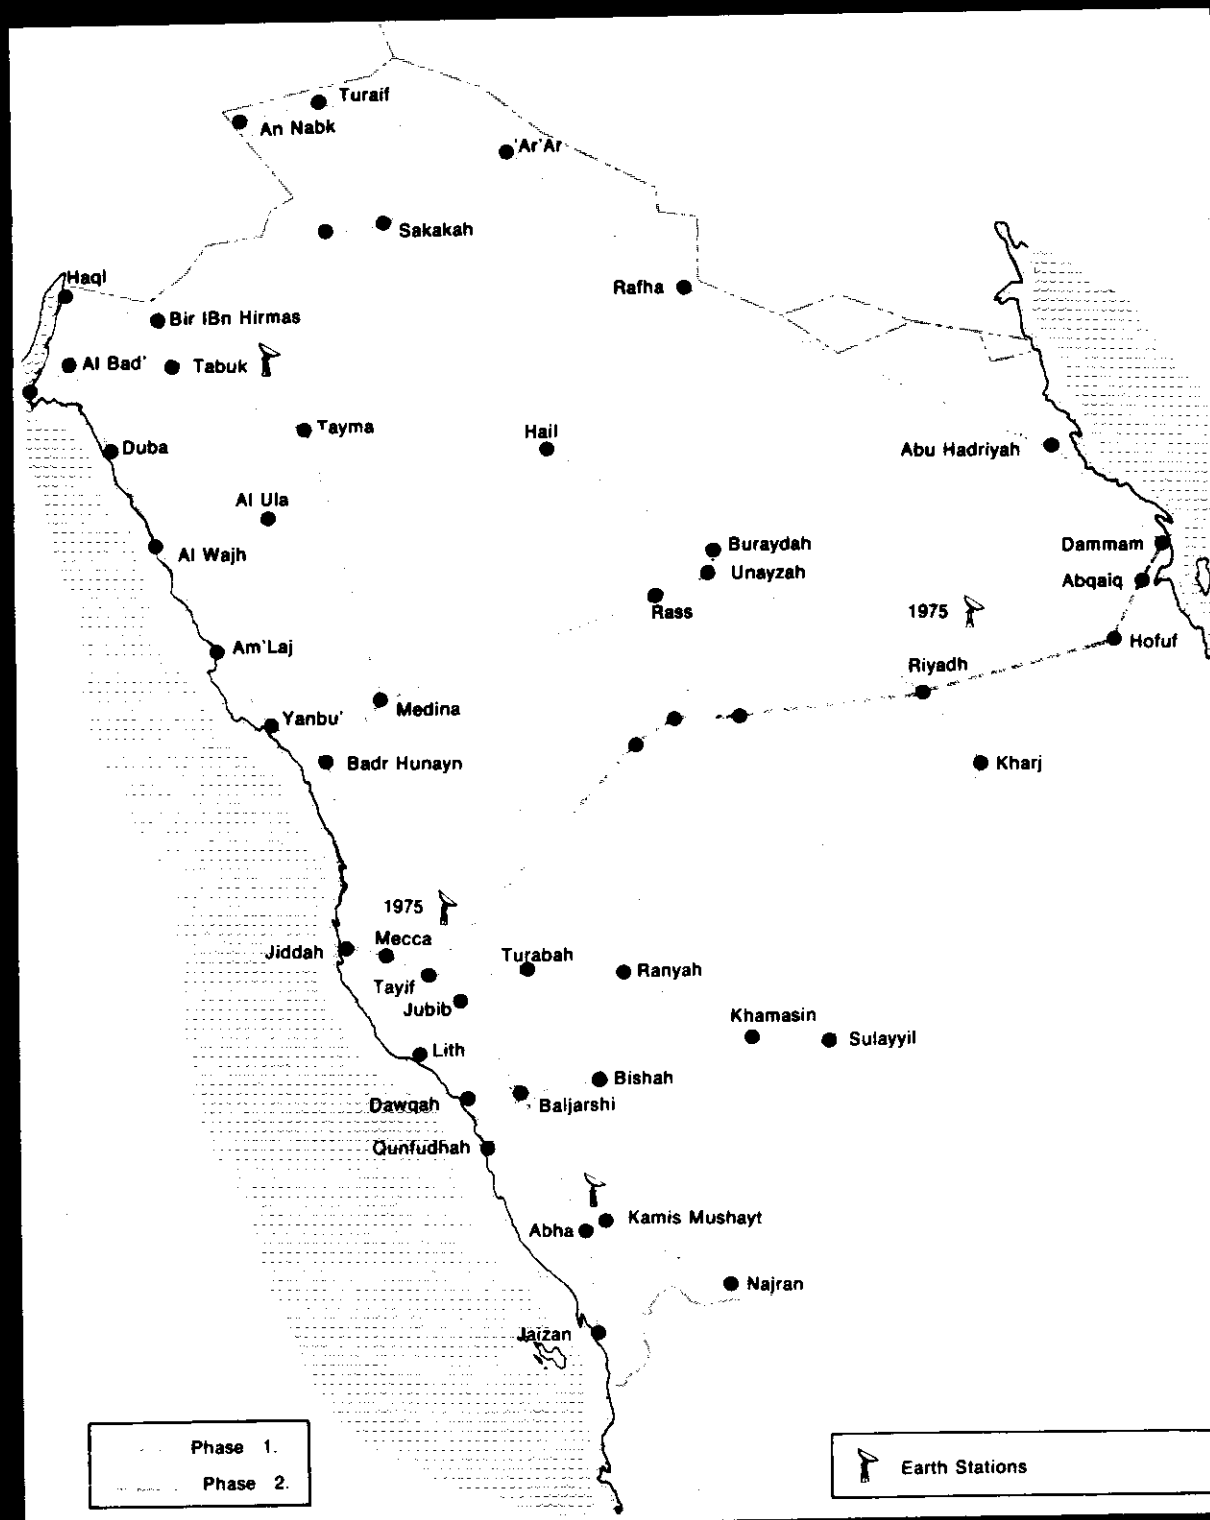 Turaif
An Nabk
'Ar'Ar
Sakakah
Haql
Rafha
Bir IBn Hirmas
Al Bad'
Tabuk
Tayma
Hail
Duba
Abu Hadriyah
Al Ula
Al Wajh
Buraydah
Dammam
Unayzah
Abqaiq
Rass
1975
Am'Laj
Hofuf
Riyadh
Medina
Yanbu'
Badr Hunayn
Kharj
1975
Mecca
Jiddah
Turabah
Ranyah
Tayif
Jubib
Khamasin
Sulayyil
Lith
Bishah
Dawqah
Baljarshi
Qunfudhah
Kamis Mushayt
Abha
Najran
Jaizan
Phase 1.
Phase 2.
Earth Stations